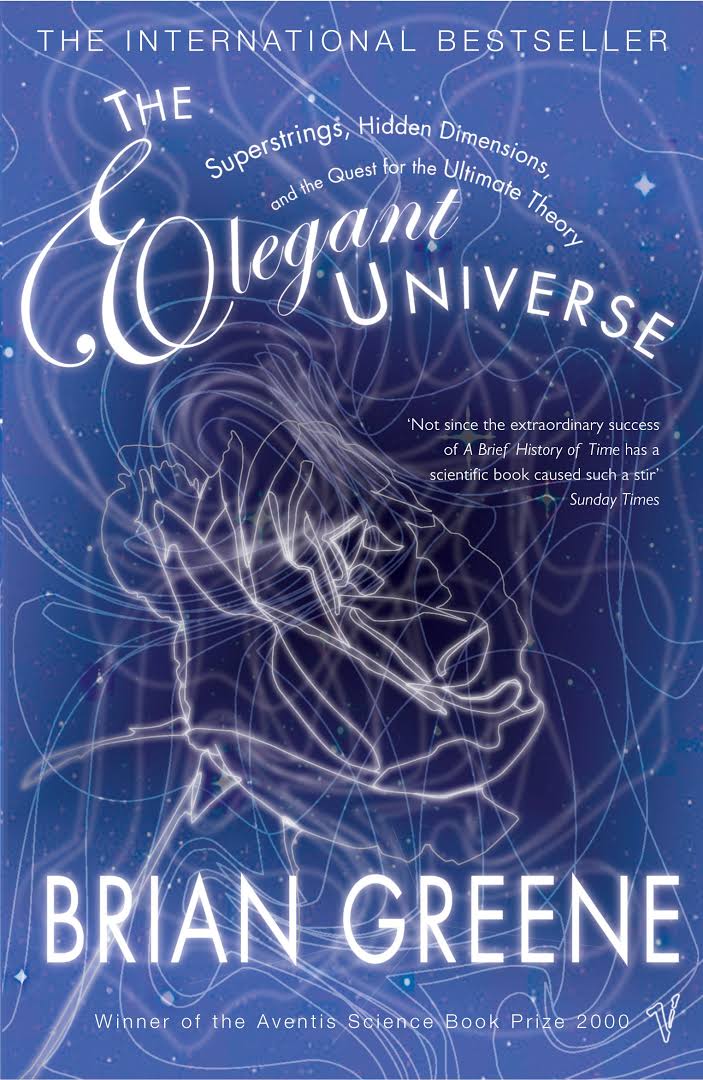 THE INTERNATIONAL BESTSELLER
THE
Elegant
UNIVERSE
Superstrings, Hidden Dimensions,
and the Quest for the Ultimate Theory
‘Not since the extraordinary success
of A Brief History of Time has a
scientific book caused such a stir’
Sunday Times
BRIAN GREENE
Winner of the Aventis Science Book Prize 2000
V